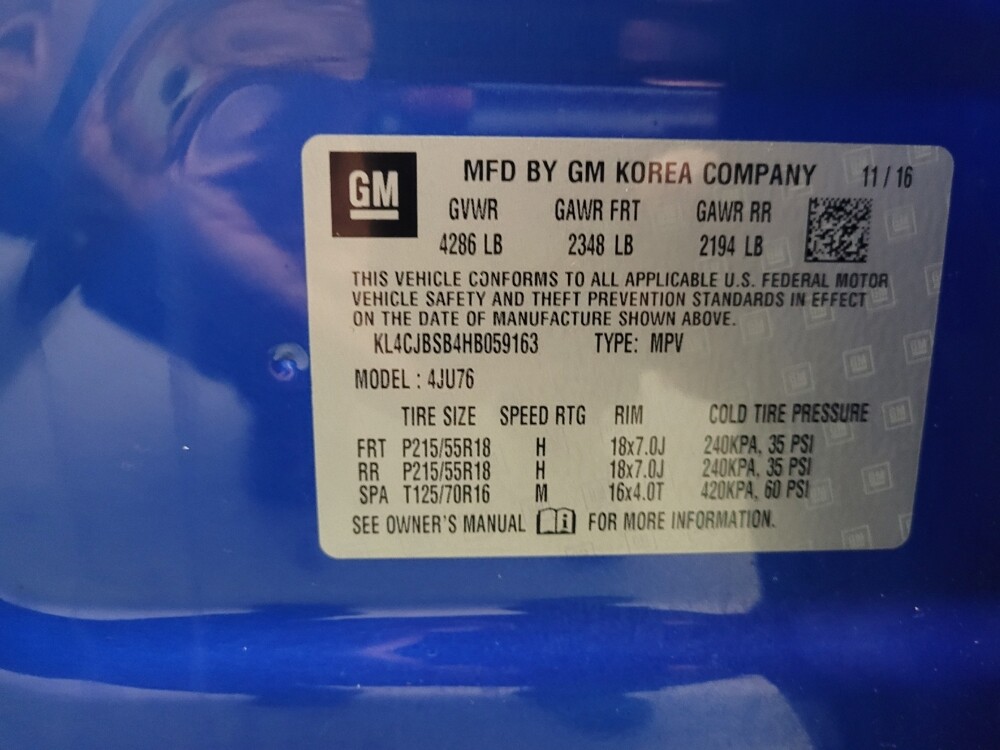 GM
MFD BY GM KOREA COMPANY 11 / 16
GVWR GAWR FRT GAWR RR
4286 LB 2348 LB 2194 LB
THIS VEHICLE CONFORMS TO ALL APPLICABLE U.S. FEDERAL MOTOR
VEHICLE SAFETY AND THEFT PREVENTION STANDARDS IN EFFECT
ON THE DATE OF MANUFACTURE SHOWN ABOVE.
KL4CJBSB4HB059163 TYPE: MPV
MODEL : 4JU76
TIRE SIZE SPEED RTG RIM COLD TIRE PRESSURE
FRT P215/55R18 H 18x7.0J 240KPA, 35 PSI
RR P215/55R18 H 18x7.0J 240KPA, 35 PSI
SPA T125/70R16 M 16x4.0T 420KPA, 60 PSI
SEE OWNER'S MANUAL FOR MORE INFORMATION.